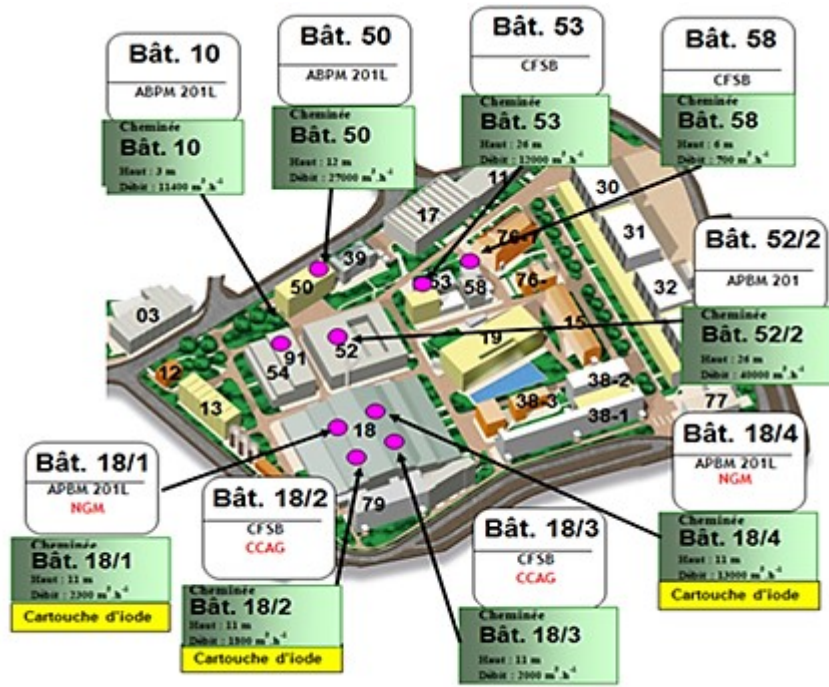 Bât. 10
ABPM 201L
Cheminée
Bât. 10
Haut : 3 m
Débit : 11400 m³.h⁻¹
Bât. 50
ABPM 201L
Cheminée
Bât. 50
Haut : 12 m
Débit : 27000 m³.h⁻¹
Bât. 53
CFSB
Cheminée
Bât. 53
Haut : 26 m
Débit : 12000 m³.h⁻¹
Bât. 58
CFSB
Cheminée
Bât. 58
Haut : 6 m
Débit : 700 m³.h⁻¹
11
17
30
31
32
76-
76-
39
50
53
58
03
Bât. 52/2
APBM 201
Cheminée
Bât. 52/2
Haut : 26 m
Débit : 40000 m³.h⁻¹
91
54
52
19
15
12
13
38-2
38-3
38-1
77
18
79
Bât. 18/1
APBM 201L
NGM
Cheminée
Bât. 18/1
Haut : 11 m
Débit : 2300 m³.h⁻¹
Cartouche d'iode
Bât. 18/2
CFSB
CCAG
Cheminée
Bât. 18/2
Haut : 11 m
Débit : 1800 m³.h⁻¹
Cartouche d'iode
Bât. 18/3
CFSB
CCAG
Cheminée
Bât. 18/3
Haut : 11 m
Débit : 2000 m³.h⁻¹
Bât. 18/4
APBM 201L
NGM
Cheminée
Bât. 18/4
Haut : 11 m
Débit : 13000 m³.h⁻¹
Cartouche d'iode